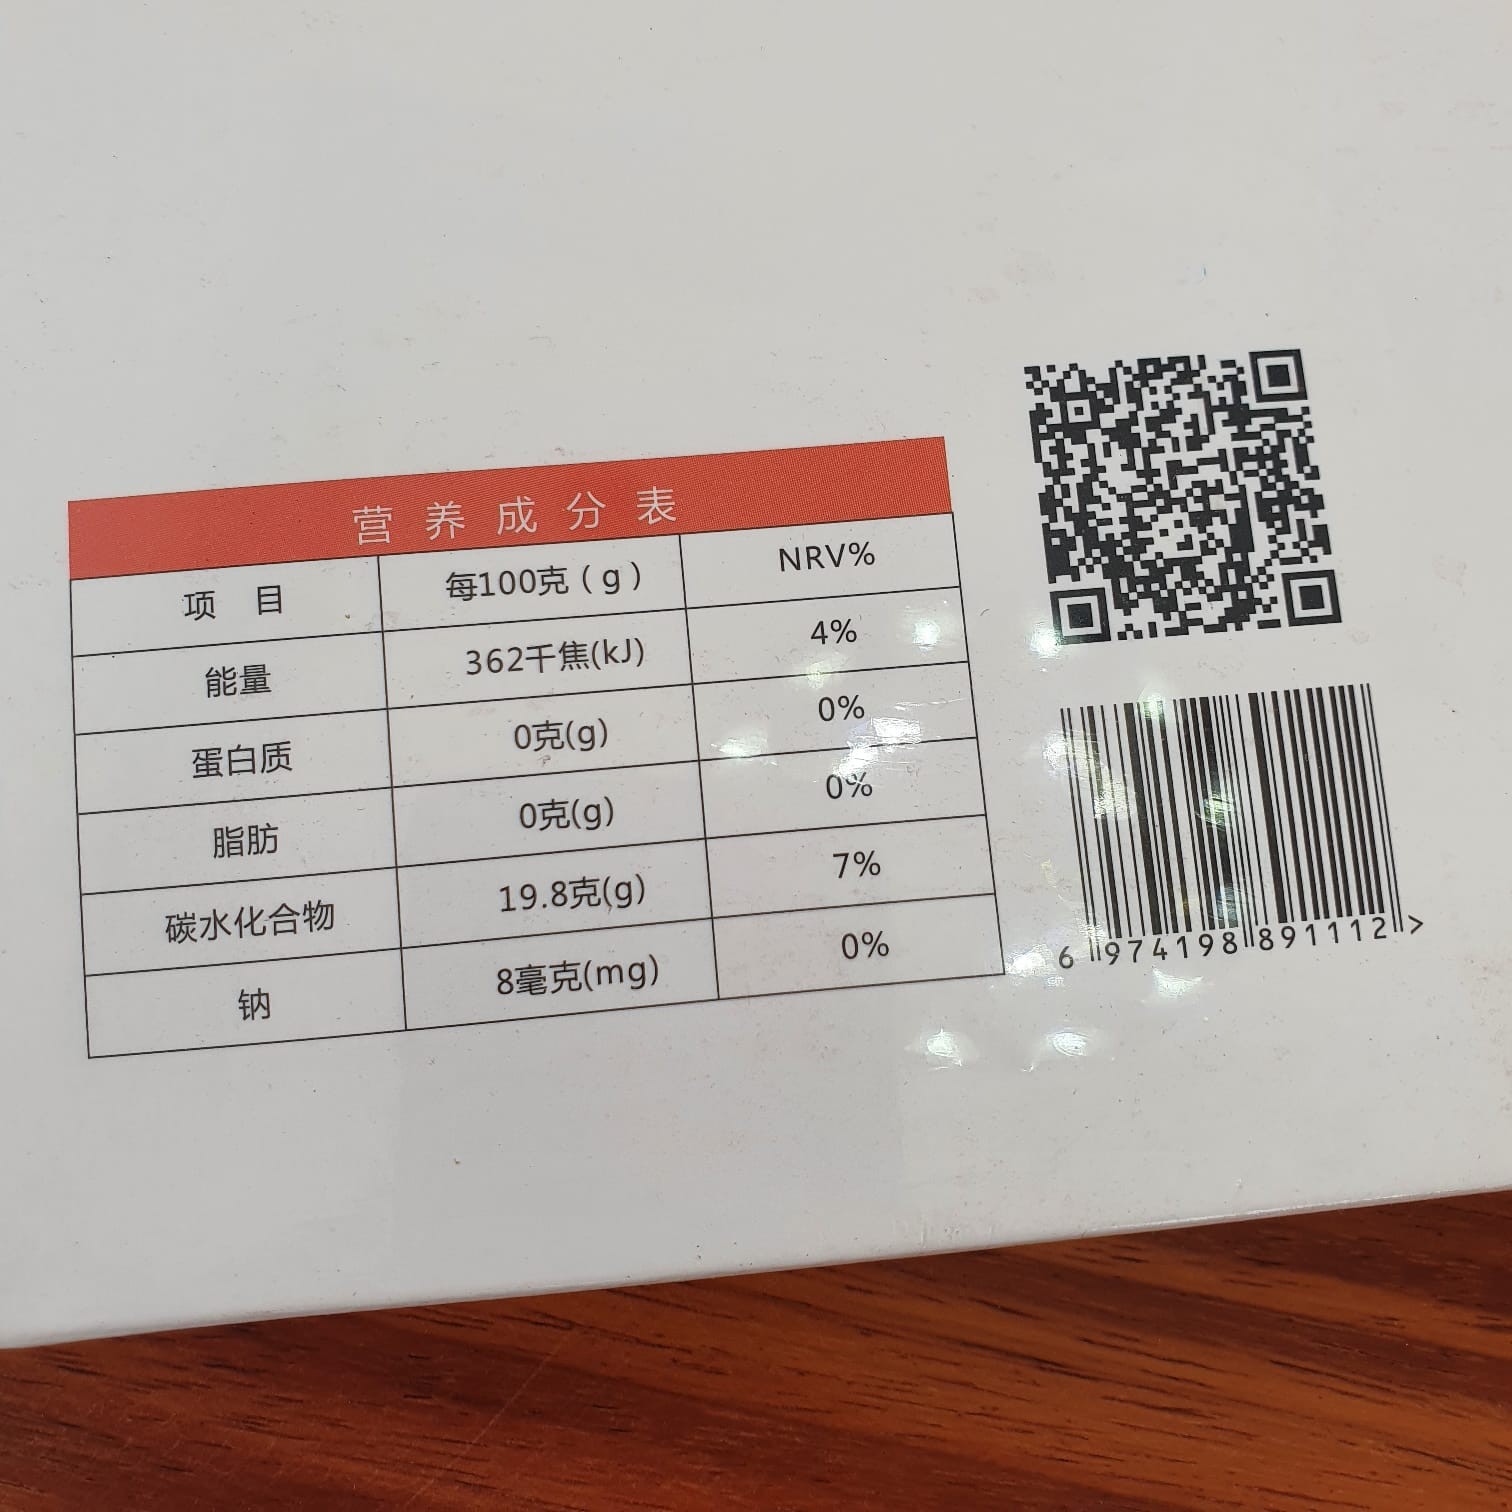 营养成分表
项 目 每100克（g） NRV%
能量 362千焦(kJ) 4%
蛋白质 0克(g) 0%
脂肪 0克(g) 0%
碳水化合物 19.8克(g) 7%
钠 8毫克(mg) 0%
6 974198 891112 >